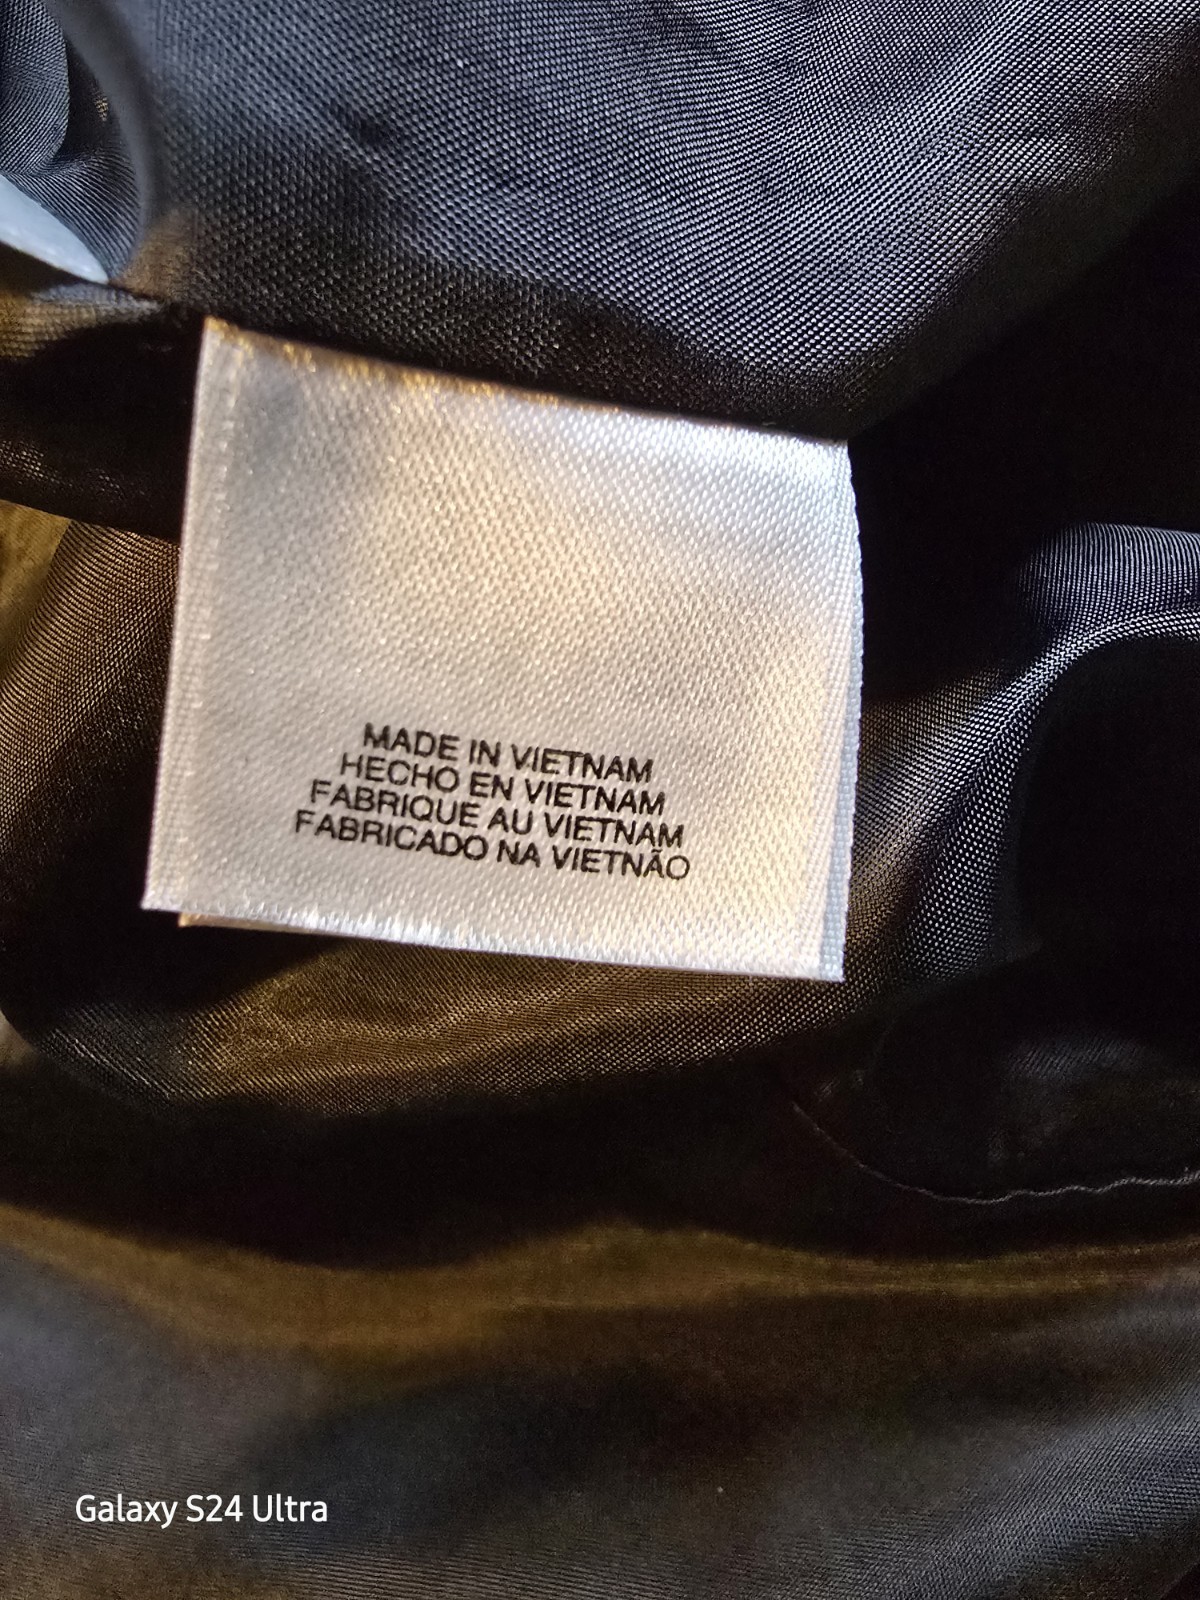 MADE IN VIETNAM
HECHO EN VIETNAM
FABRIQUE AU VIETNAM
FABRICADO NA VIETNÃO
Galaxy S24 Ultra